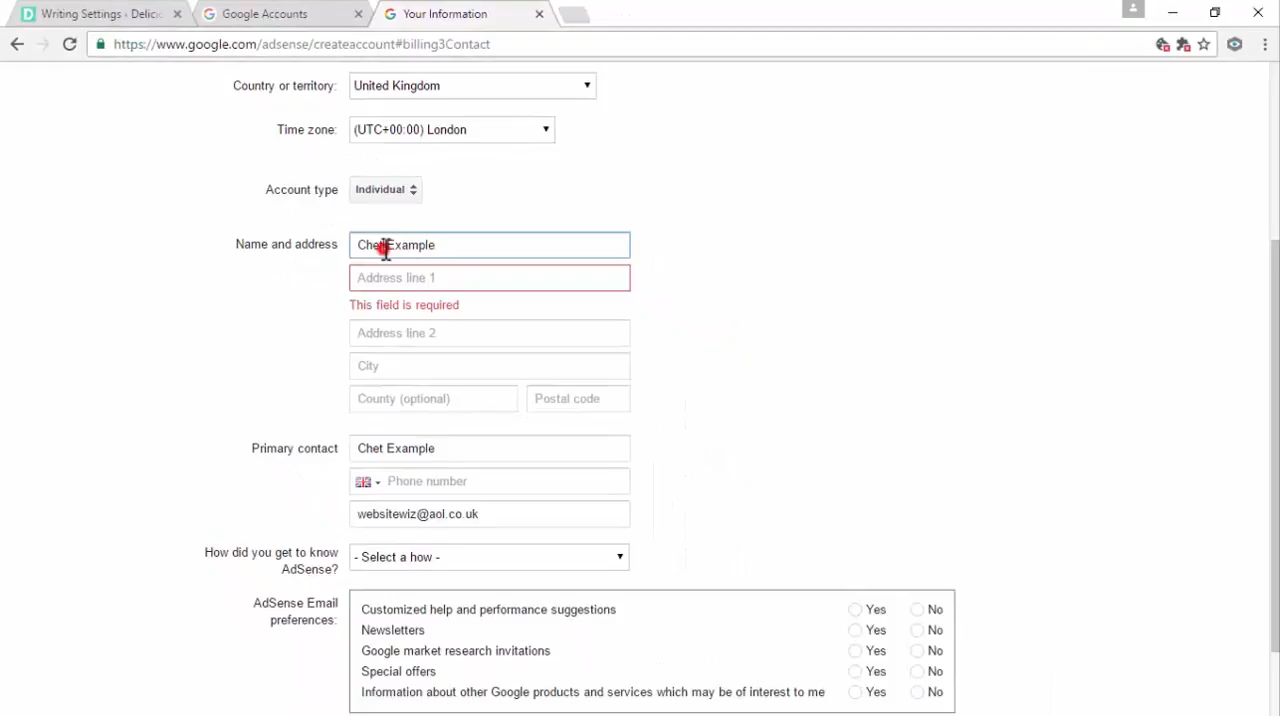 Writing Settings ‹ Delici
Google Accounts
Your Information
https://www.google.com/adsense/createaccount#billing3Contact
Country or territory: United Kingdom
Time zone: (UTC+00:00) London
Account type Individual
Name and address Chet Example
Address line 1
This field is required
Address line 2
City
County (optional) Postal code
Primary contact Chet Example
Phone number
websitewiz@aol.co.uk
How did you get to know
AdSense?
- Select a how -
AdSense Email
preferences:
Customized help and performance suggestions Yes No
Newsletters Yes No
Google market research invitations Yes No
Special offers Yes No
Information about other Google products and services which may be of interest to me Yes No